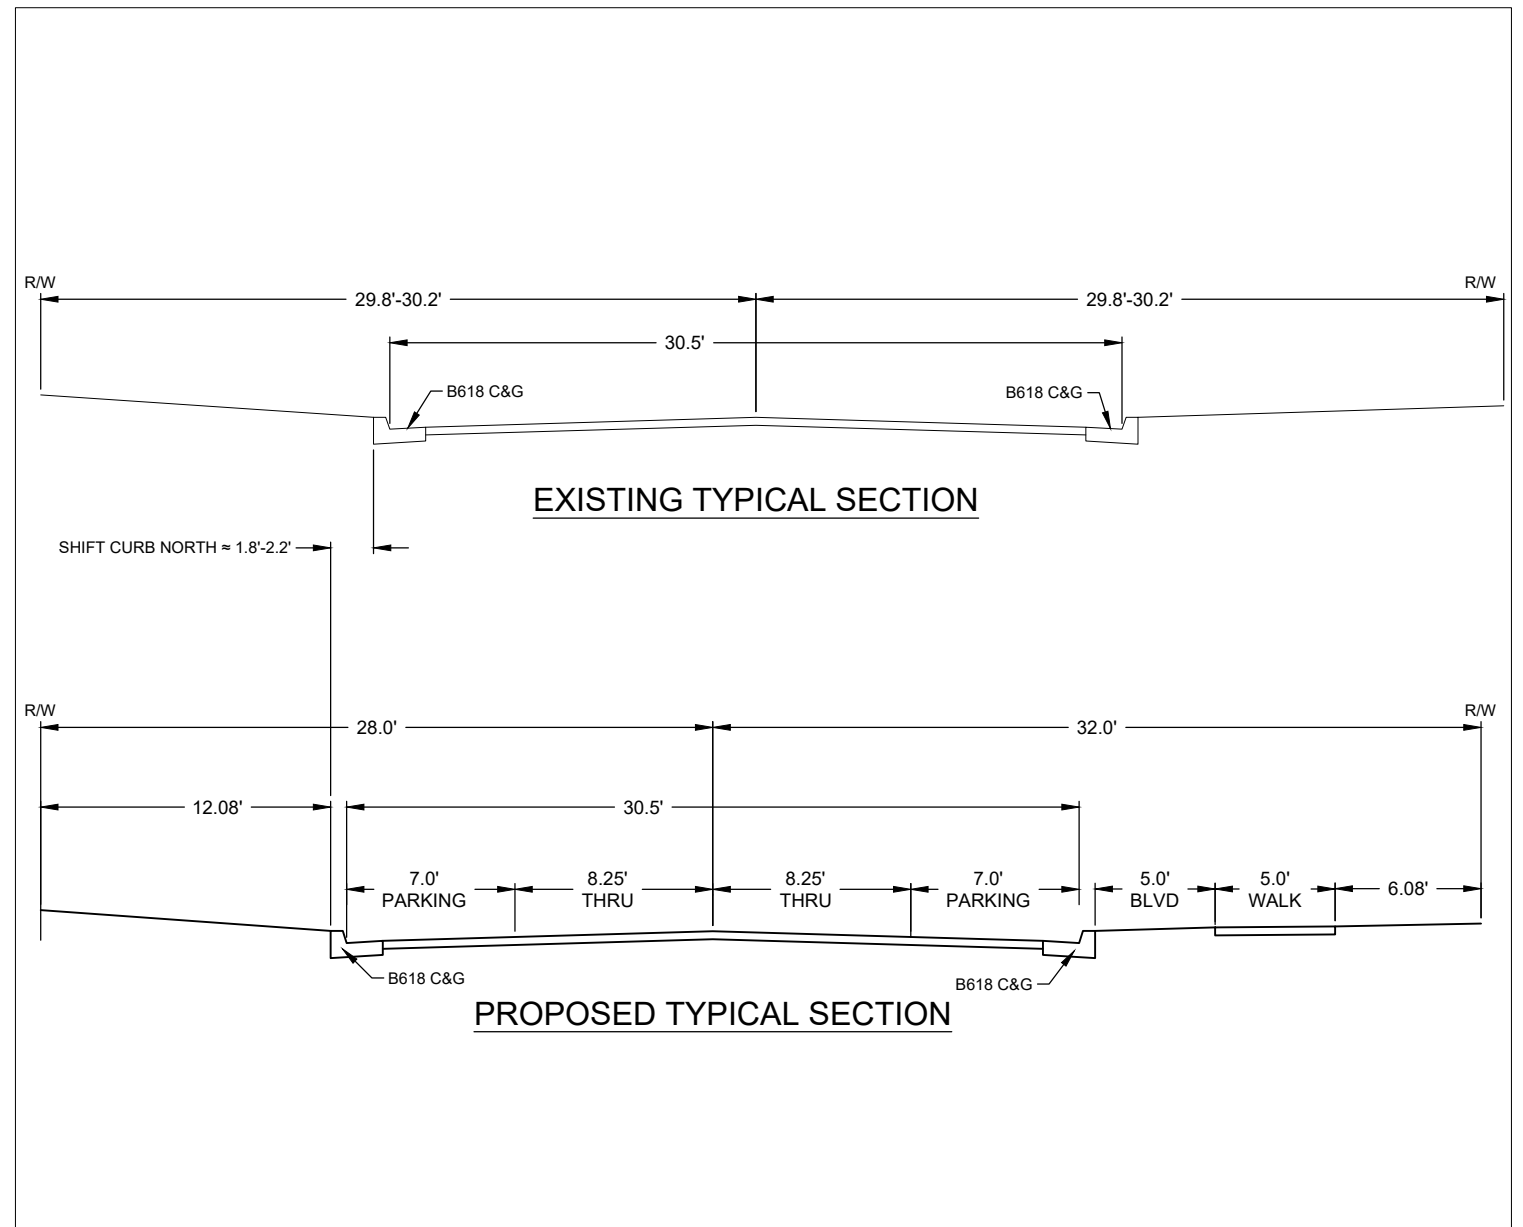 R/W
R/W
29.8'-30.2'
29.8'-30.2'
30.5'
B618 C&G
B618 C&G
EXISTING TYPICAL SECTION
SHIFT CURB NORTH ≈ 1.8'-2.2'
R/W
R/W
28.0'
32.0'
12.08'
30.5'
7.0'
PARKING
8.25'
THRU
8.25'
THRU
7.0'
PARKING
5.0'
BLVD
5.0'
WALK
6.08'
B618 C&G
B618 C&G
PROPOSED TYPICAL SECTION